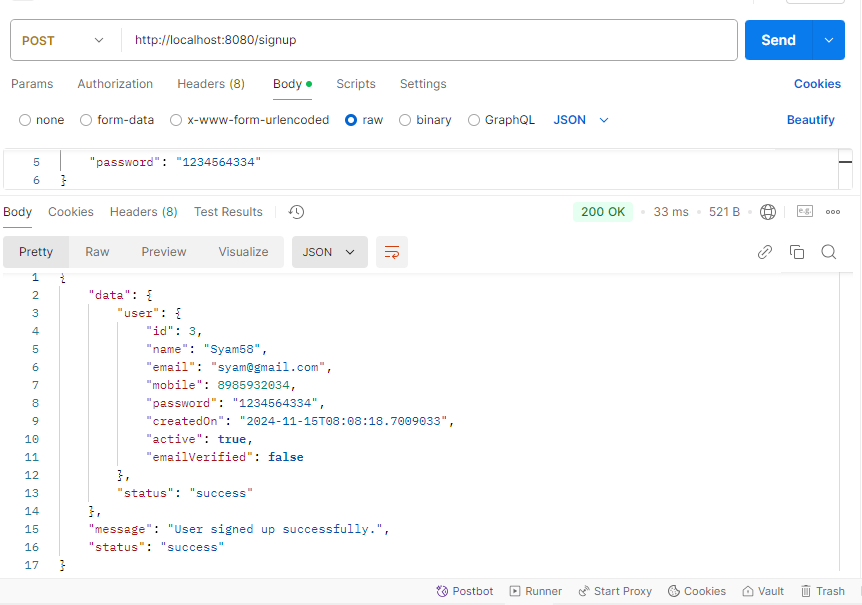 POST http://localhost:8080/signup Send
Params Authorization Headers (8) Body Scripts Settings Cookies
none form-data x-www-form-urlencoded raw binary GraphQL JSON Beautify
5 "password": "1234564334"
6 }
Body Cookies Headers (8) Test Results 200 OK • 33 ms • 521 B • e.g.
Pretty Raw Preview Visualize JSON
1 {
2 "data": {
3 "user": {
4 "id": 3,
5 "name": "Syam58",
6 "email": "syam@gmail.com",
7 "mobile": 8985932034,
8 "password": "1234564334",
9 "createdOn": "2024-11-15T08:08:18.7009033",
10 "active": true,
11 "emailVerified": false
12 },
13 "status": "success"
14 },
15 "message": "User signed up successfully.",
16 "status": "success"
17 }
Postbot Runner Start Proxy Cookies Vault Trash